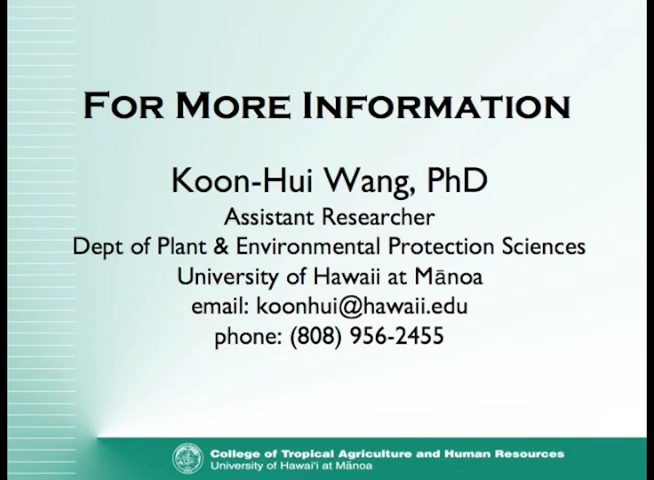 FOR MORE INFORMATION
Koon-Hui Wang, PhD
Assistant Researcher
Dept of Plant & Environmental Protection Sciences
University of Hawaii at Mānoa
email: koonhui@hawaii.edu
phone: (808) 956-2455
College of Tropical Agriculture and Human Resources
University of Hawai'i at Mānoa